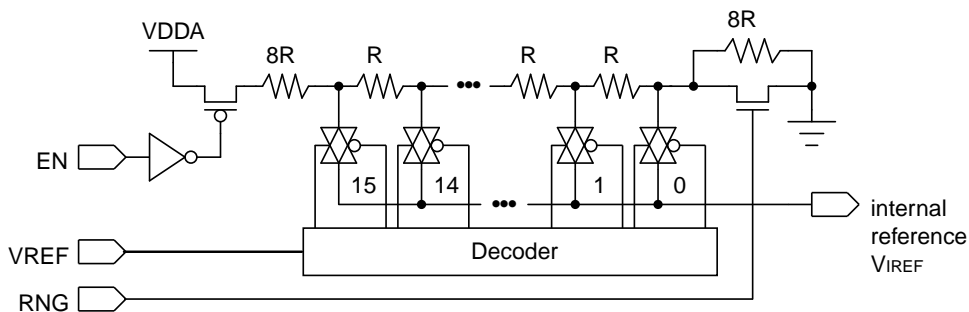 VDDA
8R
R
R
R
8R
EN
15
14
1
0
internal
reference
VIREF
VREF
Decoder
RNG